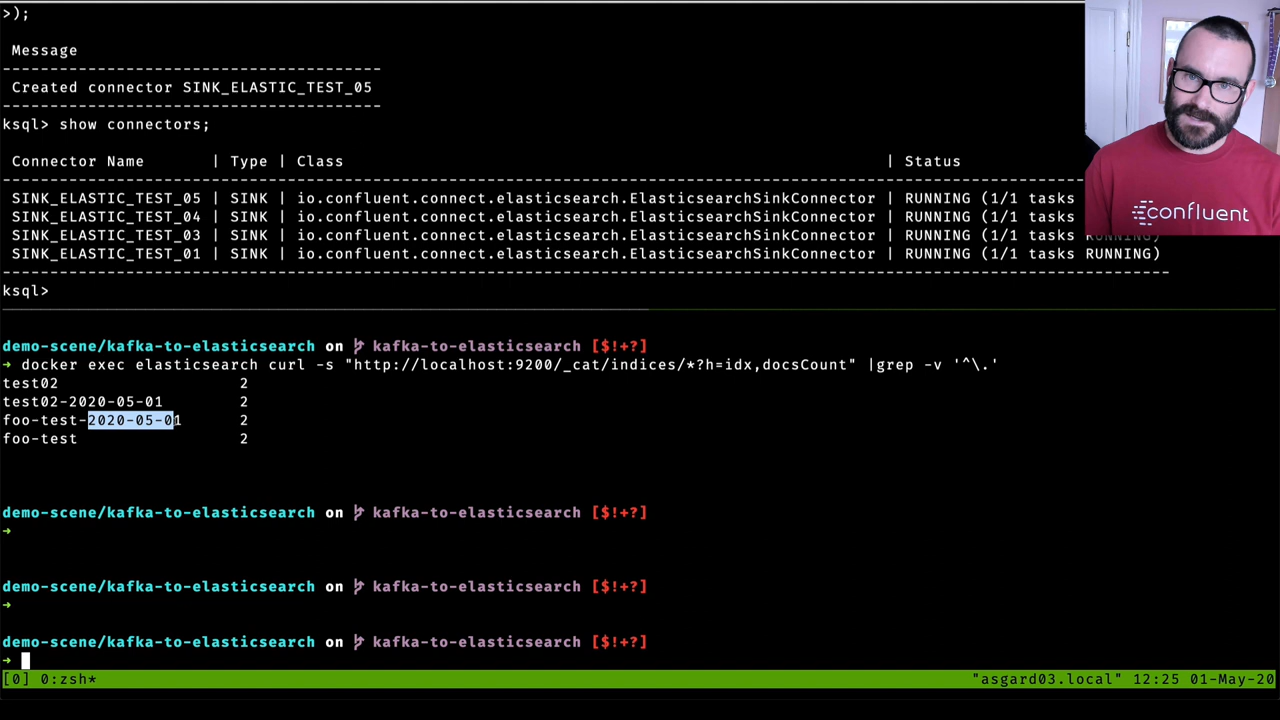 >);
Message
----------------------------------------
Created connector SINK_ELASTIC_TEST_05
----------------------------------------
ksql> show connectors;
Connector Name | Type | Class | Status
SINK_ELASTIC_TEST_05 | SINK | io.confluent.connect.elasticsearch.ElasticsearchSinkConnector | RUNNING (1/1 tasks
SINK_ELASTIC_TEST_04 | SINK | io.confluent.connect.elasticsearch.ElasticsearchSinkConnector | RUNNING (1/1 tasks
SINK_ELASTIC_TEST_03 | SINK | io.confluent.connect.elasticsearch.ElasticsearchSinkConnector | RUNNING (1/1 tasks RUNNING)
SINK_ELASTIC_TEST_01 | SINK | io.confluent.connect.elasticsearch.ElasticsearchSinkConnector | RUNNING (1/1 tasks RUNNING)
ksql>
confluent
demo-scene/kafka-to-elasticsearch on kafka-to-elasticsearch [$!+?]
➜ docker exec elasticsearch curl -s "http://localhost:9200/_cat/indices/*?h=idx,docsCount" |grep -v '^\.'
test02 2
test02-2020-05-01 2
foo-test-2020-05-01 2
foo-test 2
demo-scene/kafka-to-elasticsearch on kafka-to-elasticsearch [$!+?]
➜
demo-scene/kafka-to-elasticsearch on kafka-to-elasticsearch [$!+?]
➜
demo-scene/kafka-to-elasticsearch on kafka-to-elasticsearch [$!+?]
➜
[0] 0:zsh* "asgard03.local" 12:25 01-May-20